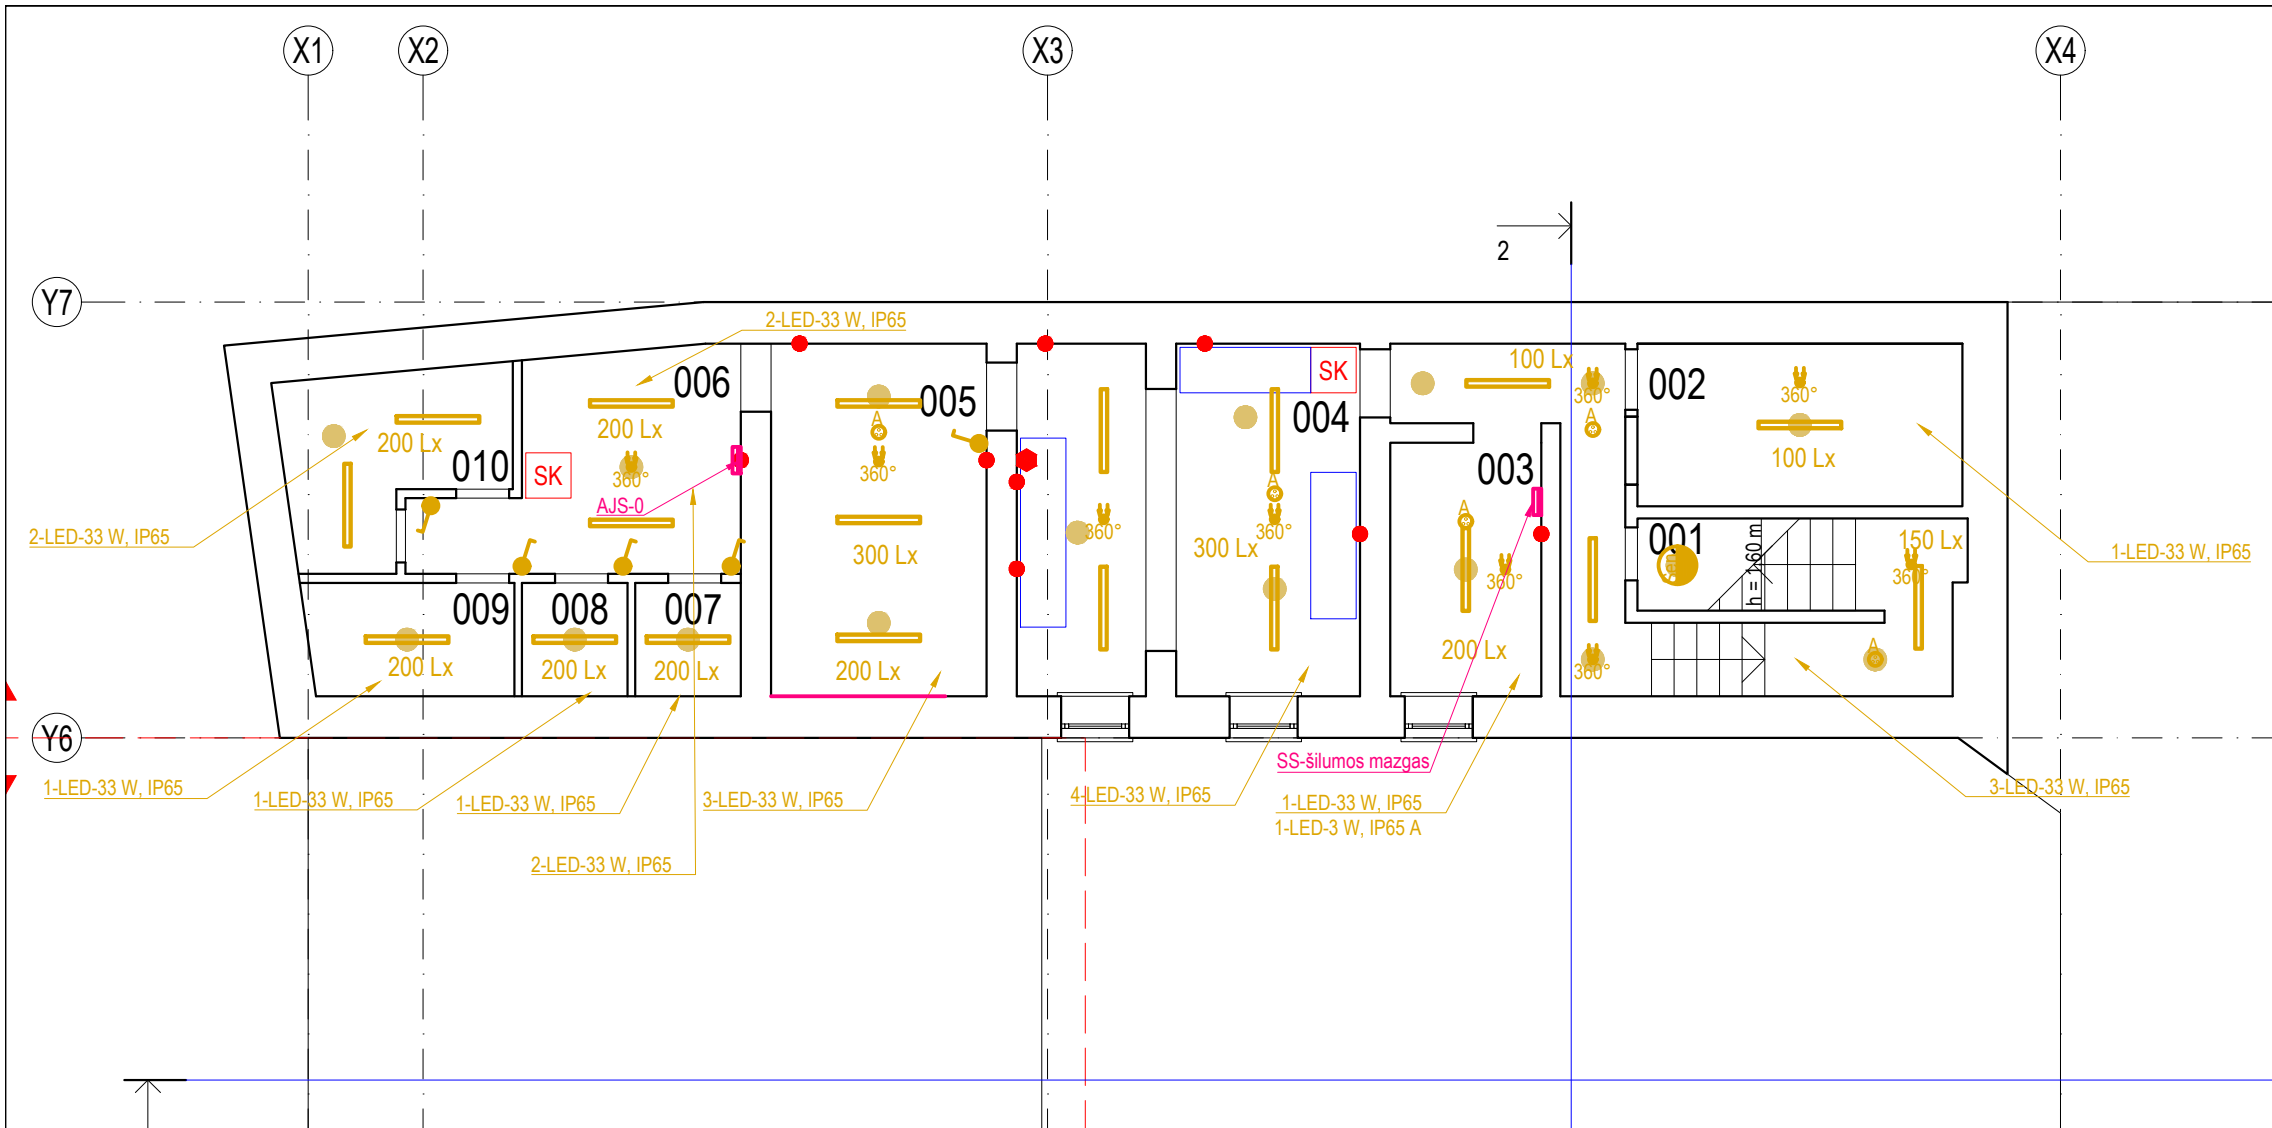 X1
X2
X3
X4
2
Y7
2-LED-33 W, IP65
100 Lx
006
SK
002
360°
360°
005
004
200 Lx
200 Lx
A
A
A
010
SK
360°
360°
100 Lx
003
AJS-0
A
360°
360°
300 Lx
300 Lx
001
h = 1,60 m
150 Lx
2-LED-33 W, IP65
1-LED-33 W, IP65
360°
360°
009
008
007
200 Lx
200 Lx
200 Lx
200 Lx
200 Lx
360°
A
Y6
SS-šilumos mazgas
1-LED-33 W, IP65
1-LED-33 W, IP65
1-LED-33 W, IP65
3-LED-33 W, IP65
4-LED-33 W, IP65
1-LED-33 W, IP65
3-LED-33 W, IP65
1-LED-3 W, IP65 A
2-LED-33 W, IP65